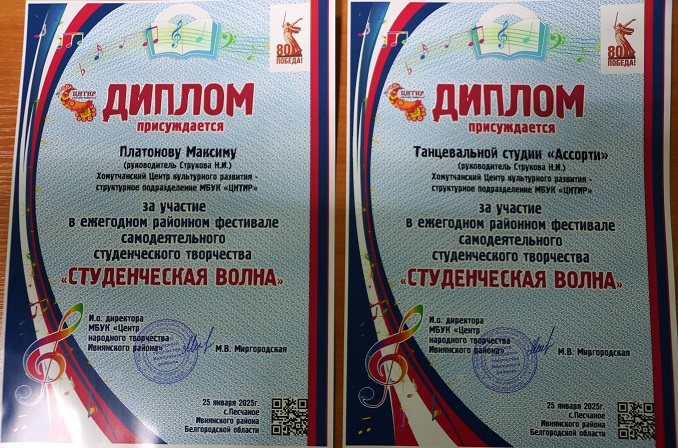 80
ПОБЕДА!
ЦНТИР
ДИПЛОМ
присуждается
Платонову Максиму
(руководитель Струкова Н.И.)
Хомутчанский Центр культурного развития -
структурное подразделение МБУК «ЦНТИР»
за участие
в ежегодном районном фестивале
самодеятельного
студенческого творчества
«СТУДЕНЧЕСКАЯ ВОЛНА»
И.о. директора
МБУК «Центр
народного творчества
Ивнянского района»
М.В. Миргородская
25 января 2025г.
с.Песчаное
Ивнянского района
Белгородской области
80
ПОБЕДА!
ЦНТИР
ДИПЛОМ
присуждается
Танцевальной студии «Ассорти»
(руководитель Струкова Н.И.)
Хомутчанский Центр культурного развития -
структурное подразделение МБУК «ЦНТИР»
за участие
в ежегодном районном фестивале
самодеятельного
студенческого творчества
«СТУДЕНЧЕСКАЯ ВОЛНА»
И.о. директора
МБУК «Центр
народного творчества
Ивнянского района»
М.В. Миргородская
25 января 2025г.
с.Песчаное
Ивнянского района
Белгородской области